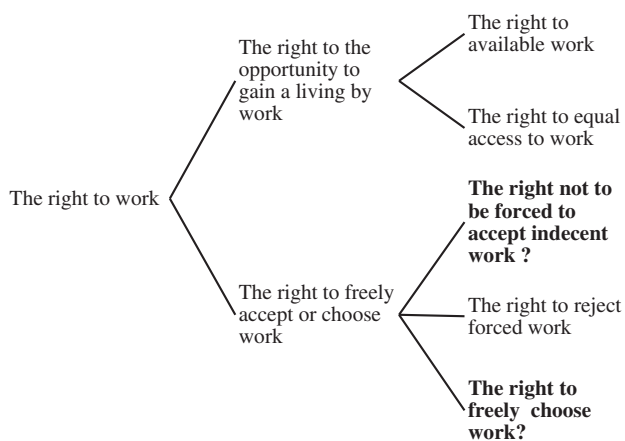 The right to work
The right to the
opportunity to
gain a living by
work
The right to
available work
The right to equal
access to work
The right to freely
accept or choose
work
The right not to
be forced to
accept indecent
work ?
The right to reject
forced work
The right to
freely choose
work?